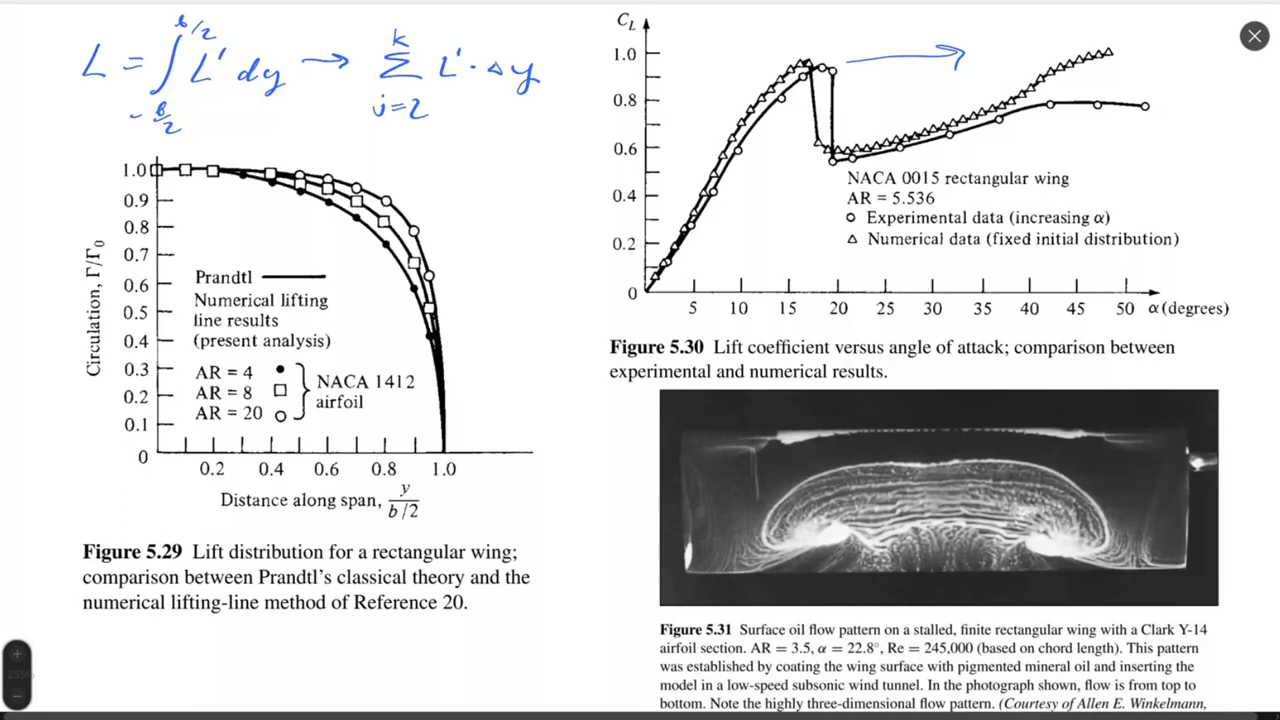 L = ∫_{-b/2}^{b/2} L' dy → Σ_{j=2}^{k} L' · Δy
1.0
0.9
0.8
0.7
0.6
0.5
0.4
0.3
0.2
0.1
0
Circulation, Γ/Γ₀
Prandtl
Numerical lifting
line results
(present analysis)
AR = 4
AR = 8
AR = 20
NACA 1412
airfoil
0.2 0.4 0.6 0.8 1.0
Distance along span, y/(b/2)
Figure 5.29 Lift distribution for a rectangular wing;
comparison between Prandtl's classical theory and the
numerical lifting-line method of Reference 20.
C_L
1.0
0.8
0.6
0.4
0.2
0
NACA 0015 rectangular wing
AR = 5.536
Experimental data (increasing α)
Numerical data (fixed initial distribution)
5 10 15 20 25 30 35 40 45 50 α (degrees)
Figure 5.30 Lift coefficient versus angle of attack; comparison between
experimental and numerical results.
Figure 5.31 Surface oil flow pattern on a stalled, finite rectangular wing with a Clark Y-14
airfoil section. AR = 3.5, α = 22.8°, Re = 245,000 (based on chord length). This pattern
was established by coating the wing surface with pigmented mineral oil and inserting the
model in a low-speed subsonic wind tunnel. In the photograph shown, flow is from top to
bottom. Note the highly three-dimensional flow pattern. (Courtesy of Allen E. Winkelmann,